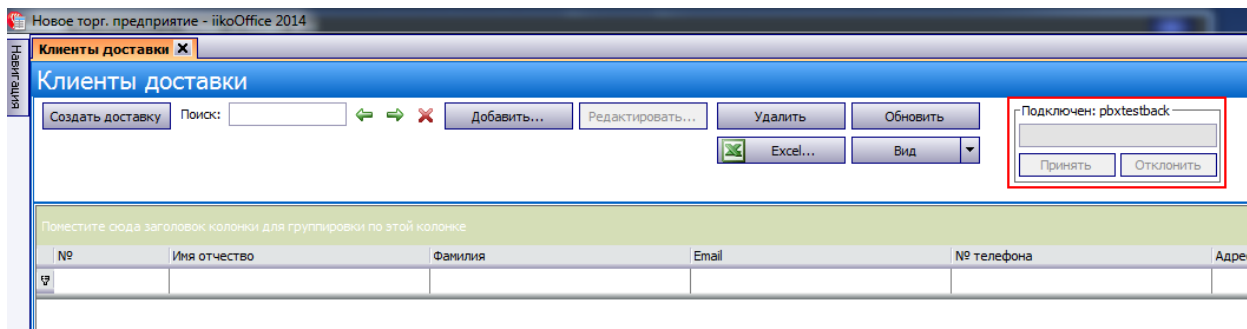 Новое торг. предприятие - iikoOffice 2014
Навигация
Клиенты доставки X
Клиенты доставки
Создать доставку Поиск: Добавить... Редактировать... Удалить Обновить
Excel... Вид
Подключен: pbxtestback
Принять Отклонить
Поместите сюда заголовок колонки для группировки по этой колонке
№ Имя отчество Фамилия Email № телефона Адре